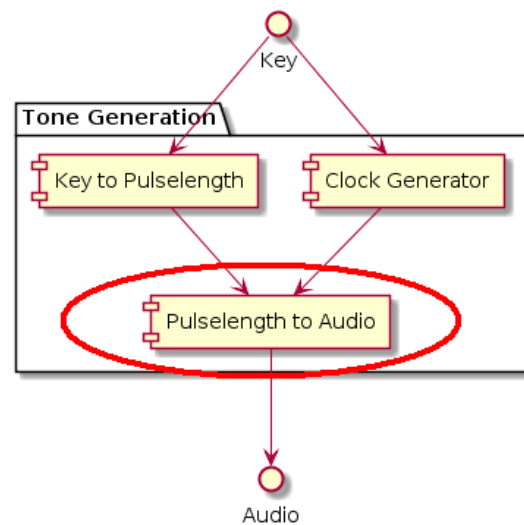 Key
Tone Generation
Key to Pulselength
Clock Generator
Pulselength to Audio
Audio